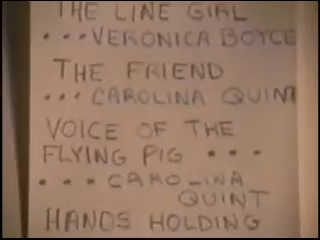 THE LINE GIRL
•••VERONICA BOYCE
THE FRIEND
••• CAROLINA QUINT
VOICE OF THE
FLYING PIG •••
••• CAROLINA
QUINT
HANDS HOLDING